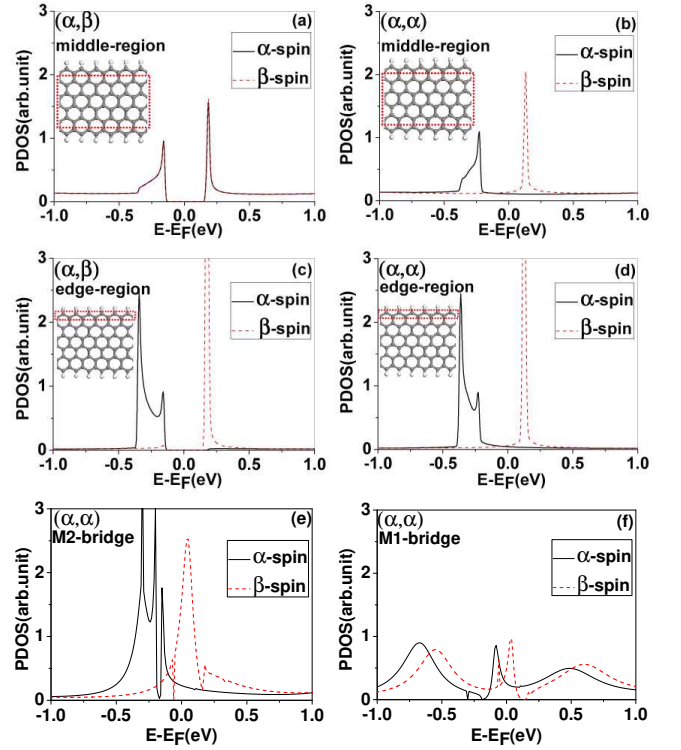 (α,β) (a) (α,α) (b)
middle-region α-spin middle-region α-spin
β-spin β-spin
PDOS(arb.unit) PDOS(arb.unit)
3 3
2 2
1 1
0 0
-1.0 -0.5 0.0 0.5 1.0 -1.0 -0.5 0.0 0.5 1.0
E-EF(eV) E-EF(eV)
(α,β) (c) (α,α) (d)
edge-region α-spin edge-region α-spin
β-spin β-spin
PDOS(arb.unit) PDOS(arb.unit)
3 3
2 2
1 1
0 0
-1.0 -0.5 0.0 0.5 1.0 -1.0 -0.5 0.0 0.5 1.0
E-EF(eV) E-EF(eV)
(α,α) (e) (α,α) (f)
M2-bridge α-spin M1-bridge α-spin
β-spin β-spin
PDOS(arb.unit) PDOS(arb.unit)
3 3
2 2
1 1
0 0
-1.0 -0.5 0.0 0.5 1.0 -1.0 -0.5 0.0 0.5 1.0
E-EF(eV) E-EF(eV)